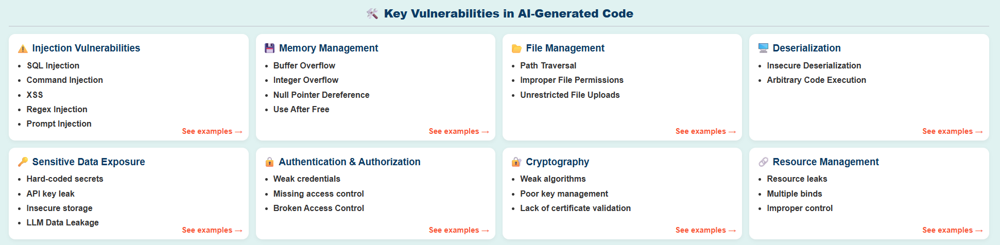 Key Vulnerabilities in AI-Generated Code
Injection Vulnerabilities
SQL Injection
Command Injection
XSS
Regex Injection
Prompt Injection
See examples →
Memory Management
Buffer Overflow
Integer Overflow
Null Pointer Dereference
Use After Free
See examples →
File Management
Path Traversal
Improper File Permissions
Unrestricted File Uploads
See examples →
Deserialization
Insecure Deserialization
Arbitrary Code Execution
See examples →
Sensitive Data Exposure
Hard-coded secrets
API key leak
Insecure storage
LLM Data Leakage
See examples →
Authentication & Authorization
Weak credentials
Missing access control
Broken Access Control
See examples →
Cryptography
Weak algorithms
Poor key management
Lack of certificate validation
See examples →
Resource Management
Resource leaks
Multiple binds
Improper control
See examples →